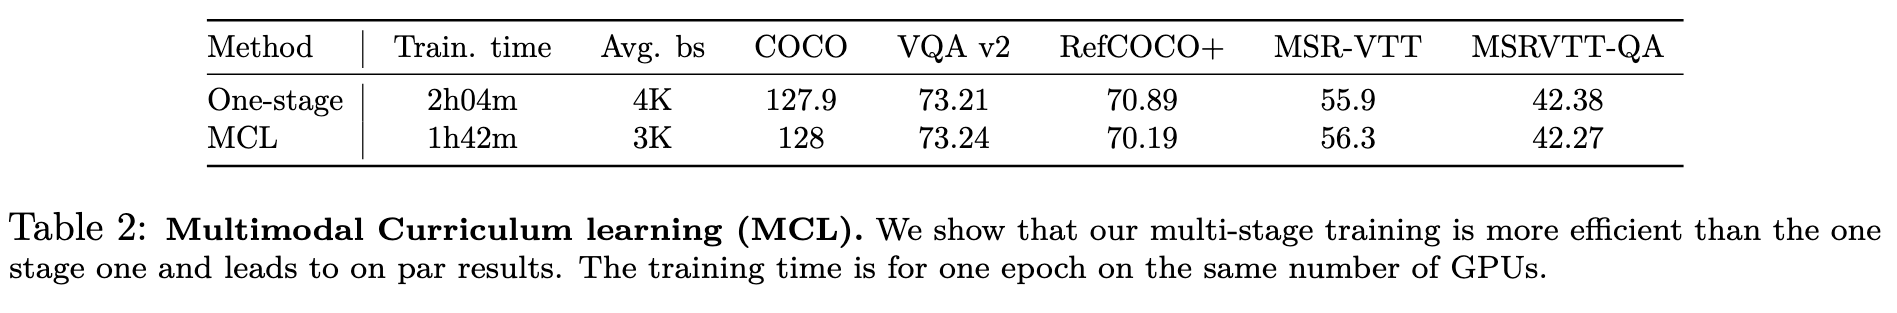 Method Train. time Avg. bs COCO VQA v2 RefCOCO+ MSR-VTT MSRVTT-QA
One-stage 2h04m 4K 127.9 73.21 70.89 55.9 42.38
MCL 1h42m 3K 128 73.24 70.19 56.3 42.27
Table 2: Multimodal Curriculum learning (MCL). We show that our multi-stage training is more efficient than the one
stage one and leads to on par results. The training time is for one epoch on the same number of GPUs.